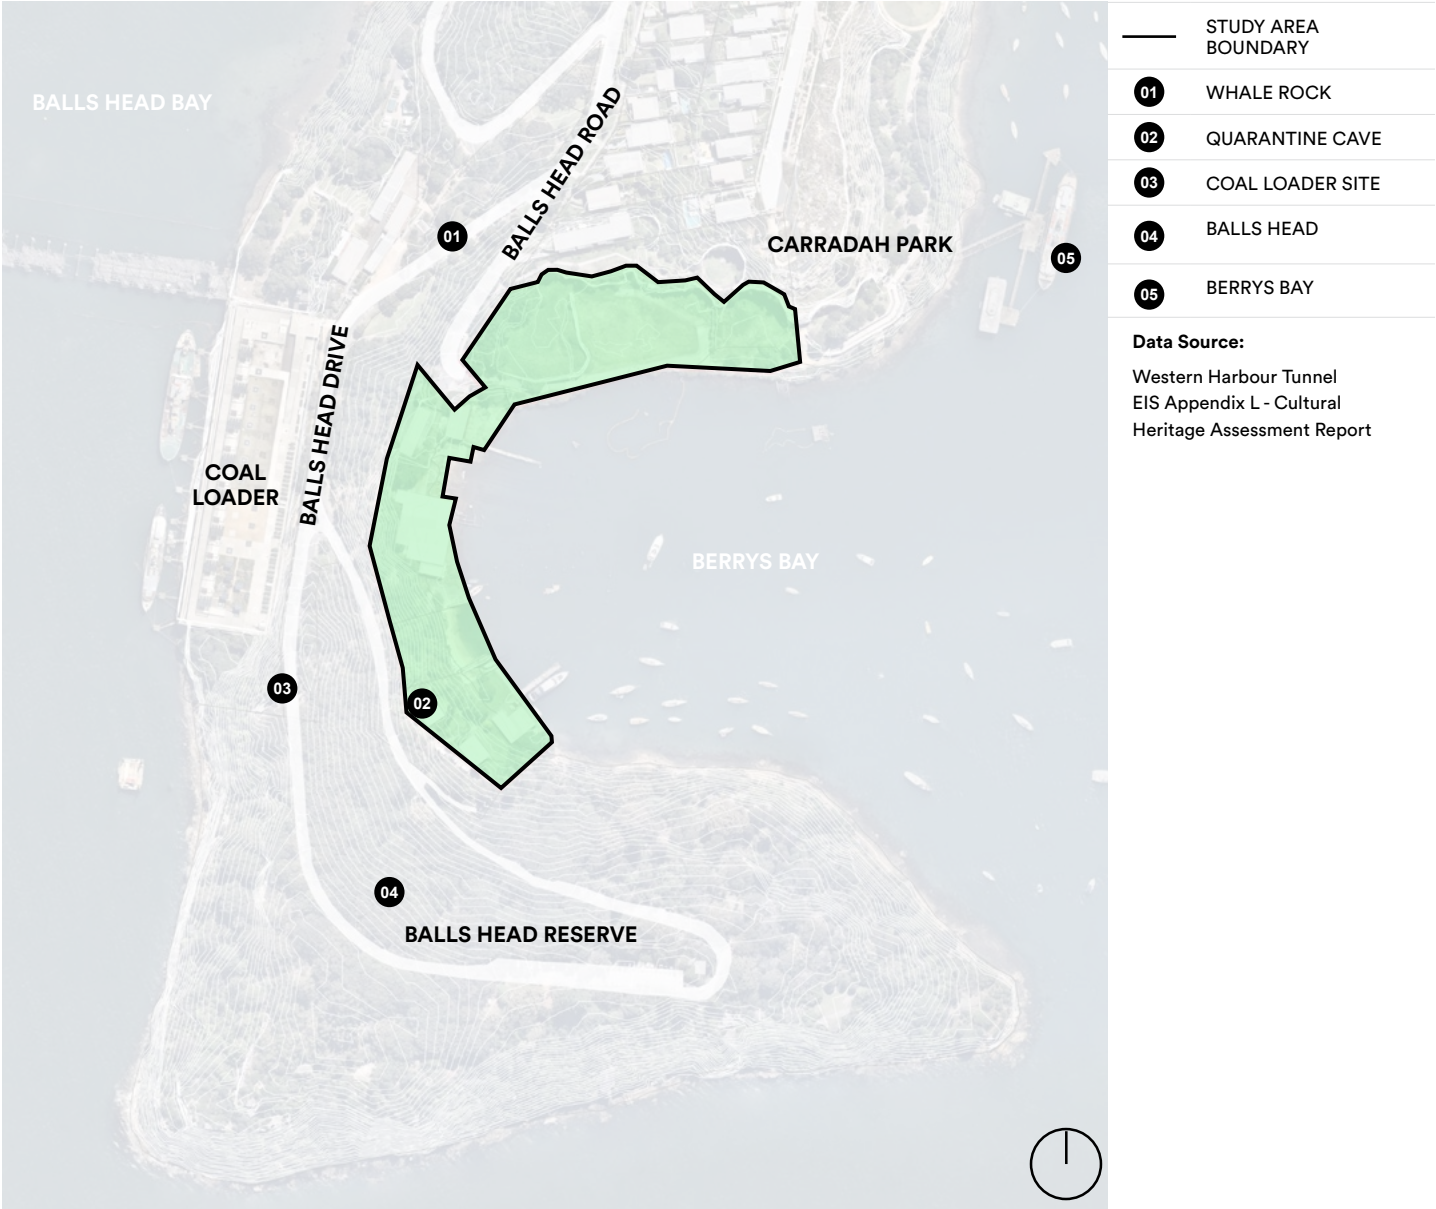 BALLS HEAD BAY
BALLS HEAD ROAD
01
CARRADAH PARK
05
BALLS HEAD DRIVE
COAL
LOADER
BERRYS BAY
03
02
04
BALLS HEAD RESERVE
STUDY AREA
BOUNDARY
01 WHALE ROCK
02 QUARANTINE CAVE
03 COAL LOADER SITE
04 BALLS HEAD
05 BERRYS BAY
Data Source:
Western Harbour Tunnel
EIS Appendix L - Cultural
Heritage Assessment Report